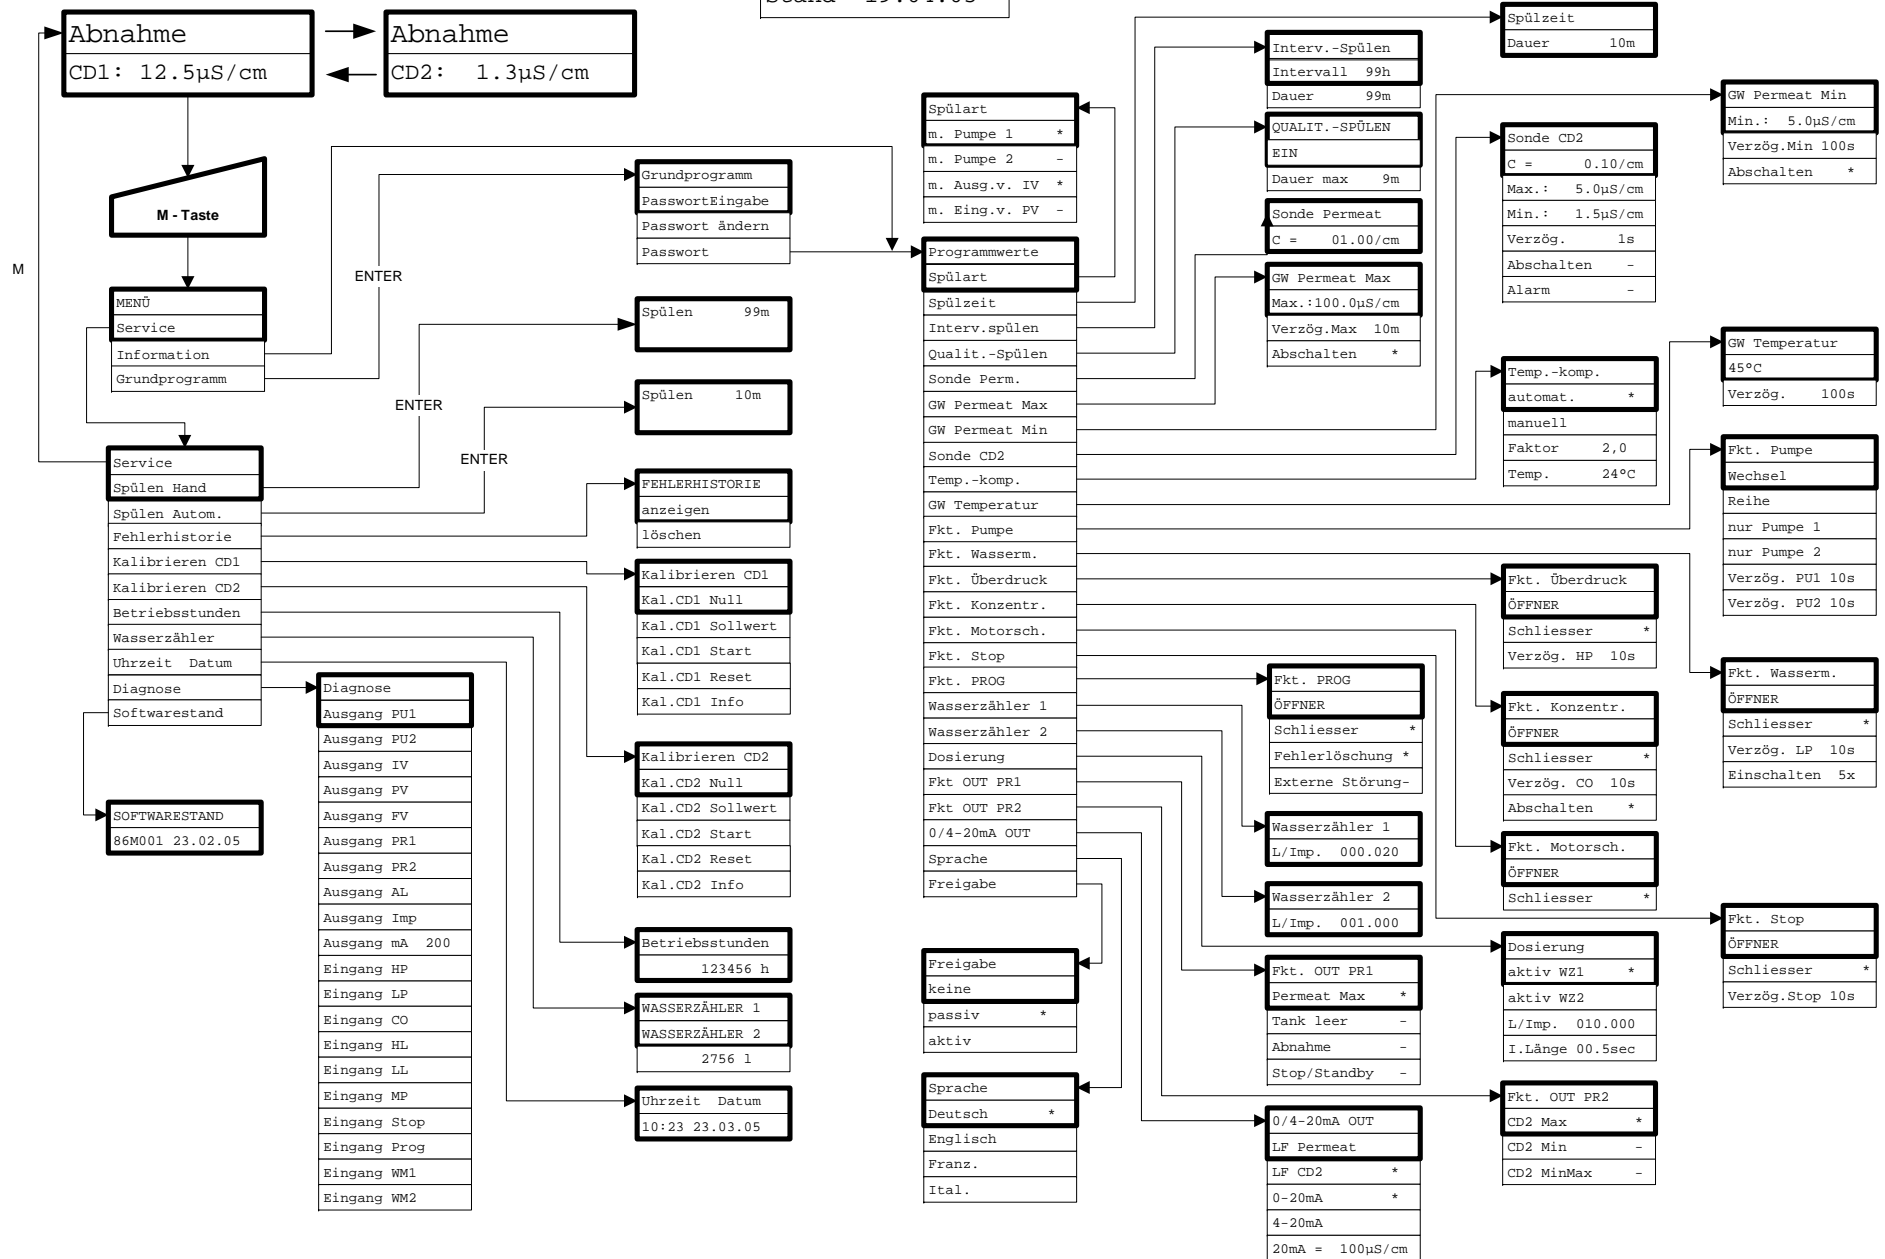 Abnahme
CD1: 12.5µS/cm
Abnahme
CD2: 1.3µS/cm
M - Taste
M
MENÜ
Service
Information
Grundprogramm
Service
Spülen Hand
Spülen Autom.
Fehlerhistorie
Kalibrieren CD1
Kalibrieren CD2
Betriebsstunden
Wasserzähler
Uhrzeit Datum
Diagnose
Softwarestand
SOFTWARESTAND
86M001 23.02.05
Diagnose
Ausgang PU1
Ausgang PU2
Ausgang IV
Ausgang PV
Ausgang FV
Ausgang PR1
Ausgang PR2
Ausgang AL
Ausgang Imp
Ausgang mA 200
Eingang HP
Eingang LP
Eingang CO
Eingang HL
Eingang LL
Eingang MP
Eingang Stop
Eingang Prog
Eingang WM1
Eingang WM2
ENTER
ENTER
ENTER
Grundprogramm
PasswortEingabe
Passwort ändern
Passwort
Spülen 99m
Spülen 10m
FEHLERHISTORIE
anzeigen
löschen
Kalibrieren CD1
Kal.CD1 Null
Kal.CD1 Sollwert
Kal.CD1 Start
Kal.CD1 Reset
Kal.CD1 Info
Kalibrieren CD2
Kal.CD2 Null
Kal.CD2 Sollwert
Kal.CD2 Start
Kal.CD2 Reset
Kal.CD2 Info
Betriebsstunden
123456 h
WASSERZÄHLER 1
WASSERZÄHLER 2
2756 l
Uhrzeit Datum
10:23 23.03.05
Spülart
m. Pumpe 1 *
m. Pumpe 2 -
m. Ausg.v. IV *
m. Eing.v. PV -
Programmwerte
Spülart
Spülzeit
Interv.spülen
Qualit.-Spülen
Sonde Perm.
GW Permeat Max
GW Permeat Min
Sonde CD2
Temp.-komp.
GW Temperatur
Fkt. Pumpe
Fkt. Wasserm.
Fkt. Überdruck
Fkt. Konzentr.
Fkt. Motorsch.
Fkt. Stop
Fkt. PROG
Wasserzähler 1
Wasserzähler 2
Dosierung
Fkt OUT PR1
Fkt OUT PR2
0/4-20mA OUT
Sprache
Freigabe
Freigabe
keine
passiv *
aktiv
Sprache
Deutsch *
Englisch
Franz.
Ital.
Interv.-Spülen
Intervall 99h
Dauer 99m
QUALIT.-SPÜLEN
EIN
Dauer max 9m
Sonde Permeat
C = 01.00/cm
GW Permeat Max
Max.:100.0µS/cm
Verzög.Max 10m
Abschalten *
Fkt. PROG
ÖFFNER
Schliesser *
Fehlerlöschung *
Externe Störung-
Wasserzähler 1
L/Imp. 000.020
Wasserzähler 2
L/Imp. 001.000
Fkt. OUT PR1
Permeat Max *
Tank leer -
Abnahme -
Stop/Standby -
0/4-20mA OUT
LF Permeat
LF CD2 *
0-20mA *
4-20mA
20mA = 100µS/cm
Spülzeit
Dauer 10m
Sonde CD2
C = 0.10/cm
Max.: 5.0µS/cm
Min.: 1.5µS/cm
Verzög. 1s
Abschalten -
Alarm -
Temp.-komp.
automat. *
manuell
Faktor 2,0
Temp. 24°C
Fkt. Überdruck
ÖFFNER
Schliesser *
Verzög. HP 10s
Fkt. Konzentr.
ÖFFNER
Schliesser *
Verzög. CO 10s
Abschalten *
Fkt. Motorsch.
ÖFFNER
Schliesser *
Dosierung
aktiv WZ1 *
aktiv WZ2
L/Imp. 010.000
I.Länge 00.5sec
Fkt. OUT PR2
CD2 Max *
CD2 Min -
CD2 MinMax -
GW Permeat Min
Min.: 5.0µS/cm
Verzög.Min 100s
Abschalten *
GW Temperatur
45°C
Verzög. 100s
Fkt. Pumpe
Wechsel
Reihe
nur Pumpe 1
nur Pumpe 2
Verzög. PU1 10s
Verzög. PU2 10s
Fkt. Wasserm.
ÖFFNER
Schliesser *
Verzög. LP 10s
Einschalten 5x
Fkt. Stop
ÖFFNER
Schliesser *
Verzög.Stop 10s